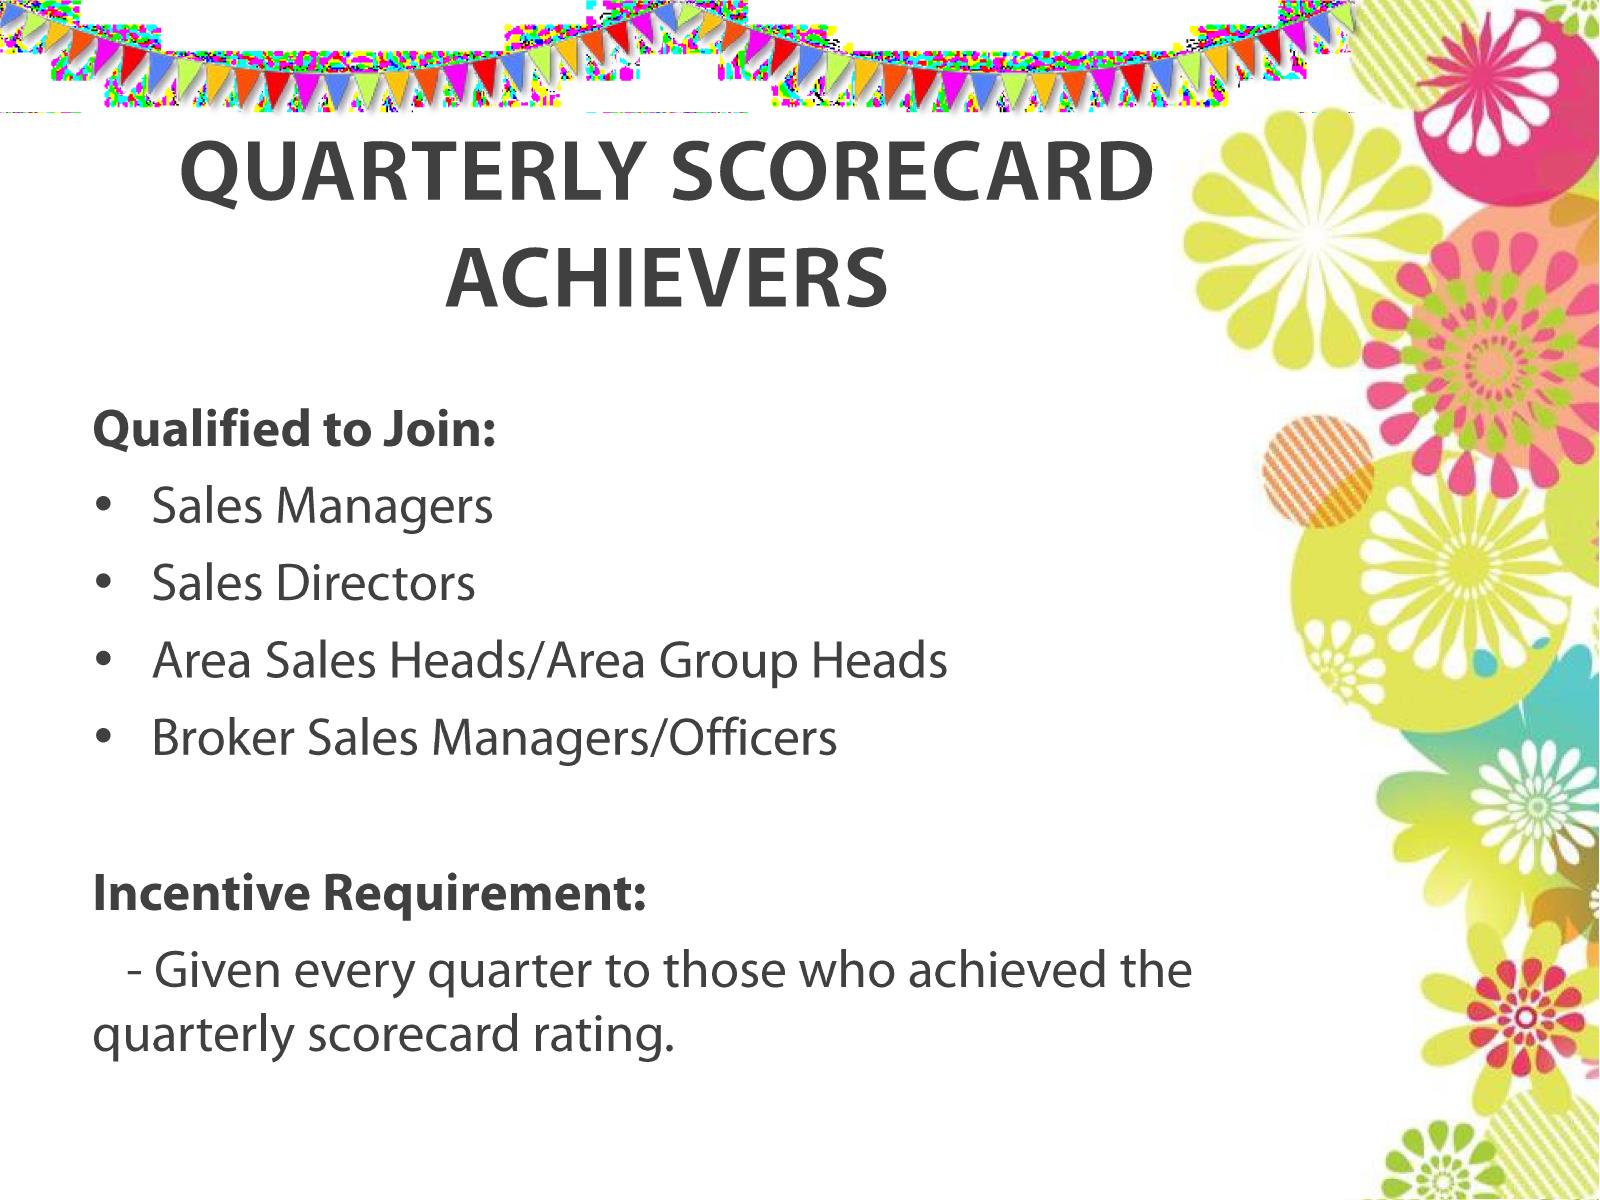 QUARTERLY SCORECARD
ACHIEVERS
Qualified to Join:
• Sales Managers
• Sales Directors
• Area Sales Heads/Area Group Heads
• Broker Sales Managers/Officers
Incentive Requirement:
- Given every quarter to those who achieved the
quarterly scorecard rating.